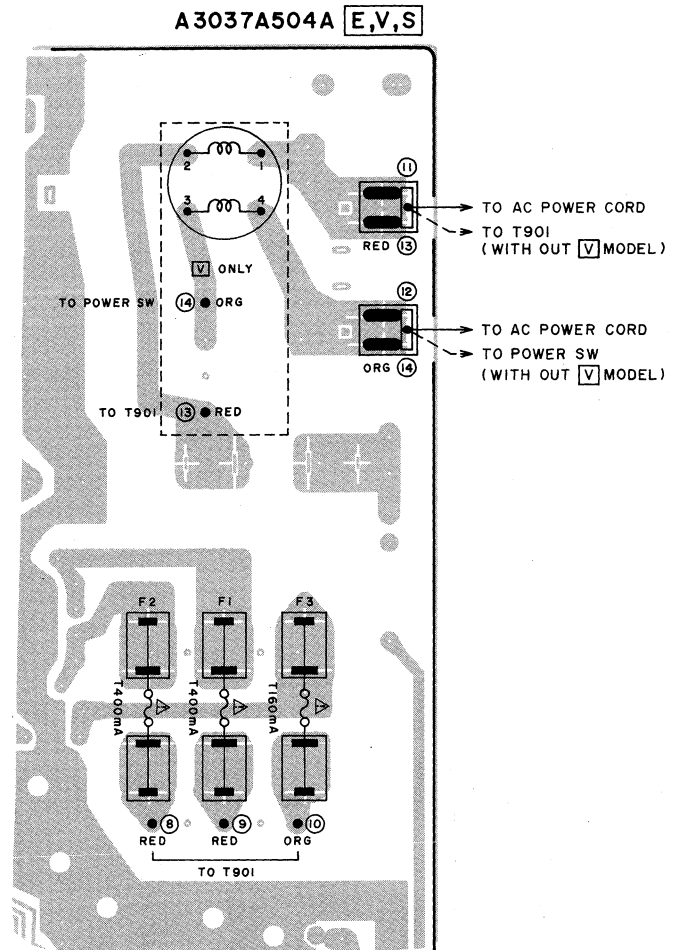 A3037A504A E,V,S
2 1
3 4
V ONLY
TO POWER SW 14 ORG
TO T901 13 RED
11
TO AC POWER CORD
TO T901
RED 13 (WITH OUT V MODEL)
12
TO AC POWER CORD
TO POWER SW
ORG 14 (WITH OUT V MODEL)
F2 F1 F3
T400mA T400mA T160mA
8 9 10
RED RED ORG
TO T901